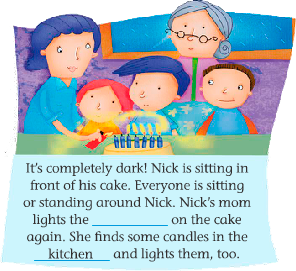 It's completely dark! Nick is sitting in
front of his cake. Everyone is sitting
or standing around Nick. Nick's mom
lights the ____________ on the cake
again. She finds some candles in the
kitchen and lights them, too.